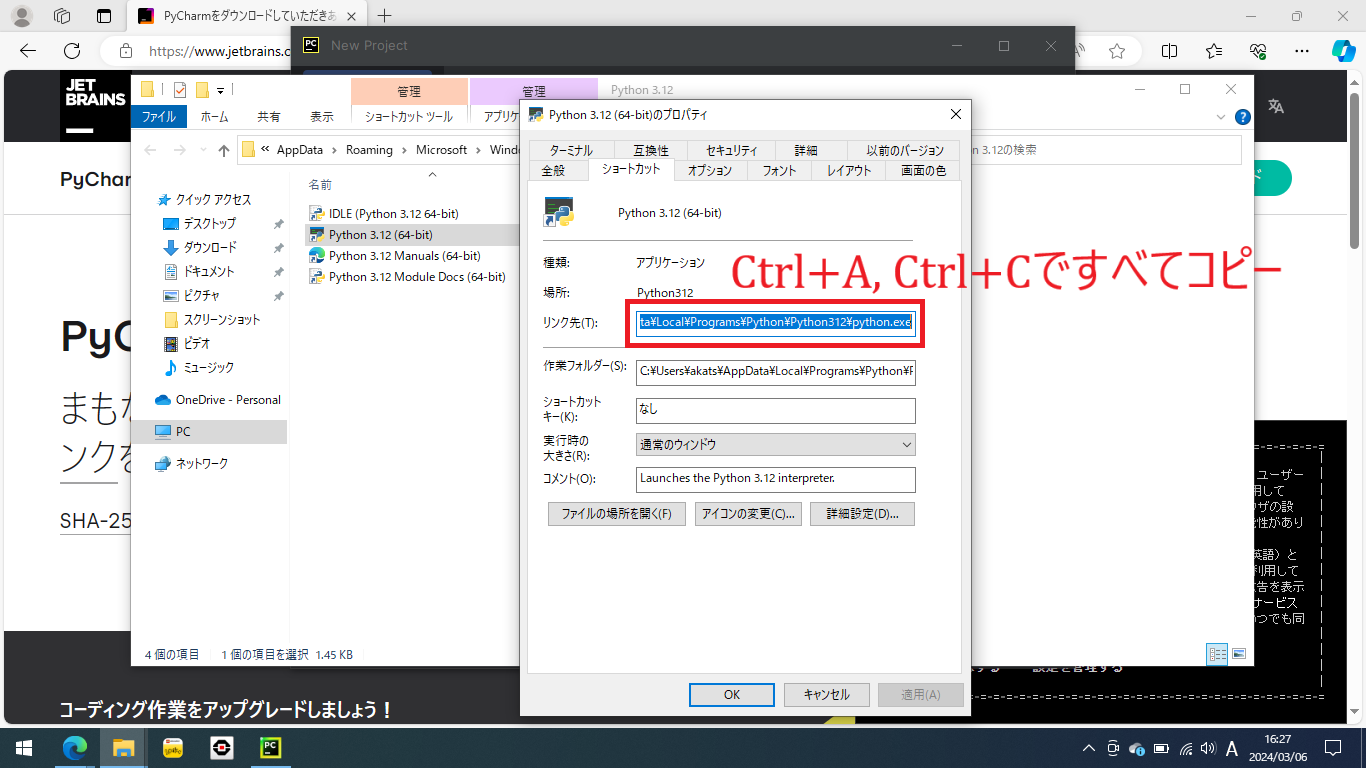 PyCharmをダウンロードしていただきあ
https://www.jetbrains.c
New Project
JET
BRAINS
管理
管理
Python 3.12
ファイル
ホーム
共有
表示
ショートカット ツール
アプリケ
« AppData › Roaming › Microsoft › Wind
n 3.12の検索
PyChar
クイック アクセス
デスクトップ
ダウンロード
ドキュメント
ピクチャ
スクリーンショット
ビデオ
ミュージック
OneDrive - Personal
PC
ネットワーク
名前
IDLE (Python 3.12 64-bit)
Python 3.12 (64-bit)
Python 3.12 Manuals (64-bit)
Python 3.12 Module Docs (64-bit)
4 個の項目
1 個の項目を選択 1.45 KB
Python 3.12 (64-bit)のプロパティ
ターミナル
互換性
セキュリティ
詳細
以前のバージョン
全般
ショートカット
オプション
フォント
レイアウト
画面の色
Python 3.12 (64-bit)
種類:
アプリケーション
場所:
Python312
リンク先(T):
ta¥Local¥Programs¥Python¥Python312¥python.exe
作業フォルダー(S):
C:¥Users¥akats¥AppData¥Local¥Programs¥Python¥P
ショートカット
キー(K):
なし
実行時の
大きさ(R):
通常のウィンドウ
コメント(O):
Launches the Python 3.12 interpreter.
ファイルの場所を開く(F)
アイコンの変更(C)...
詳細設定(D)...
OK
キャンセル
適用(A)
Ctrl+A, Ctrl+Cですべてコピー
PyC
まもな
ンクを
SHA-25
コーディング作業をアップグレードしましょう！
ユーザー
用して
ウザの設
能性があり
英語）と
利用して
広告を表示
サービス
いつでも同
設定を管理する
A
16:27
2024/03/06